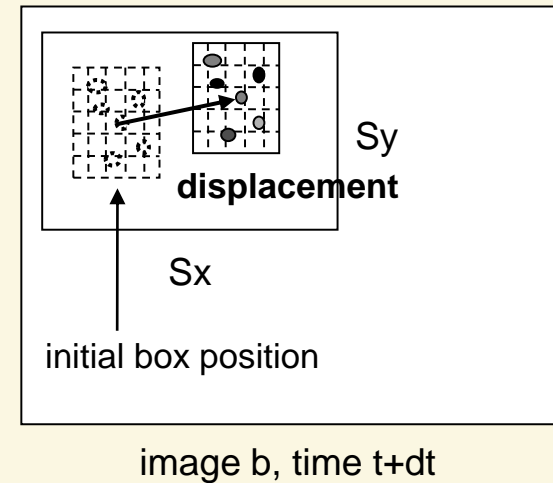 Sy
displacement
Sx
initial box position
image b, time t+dt